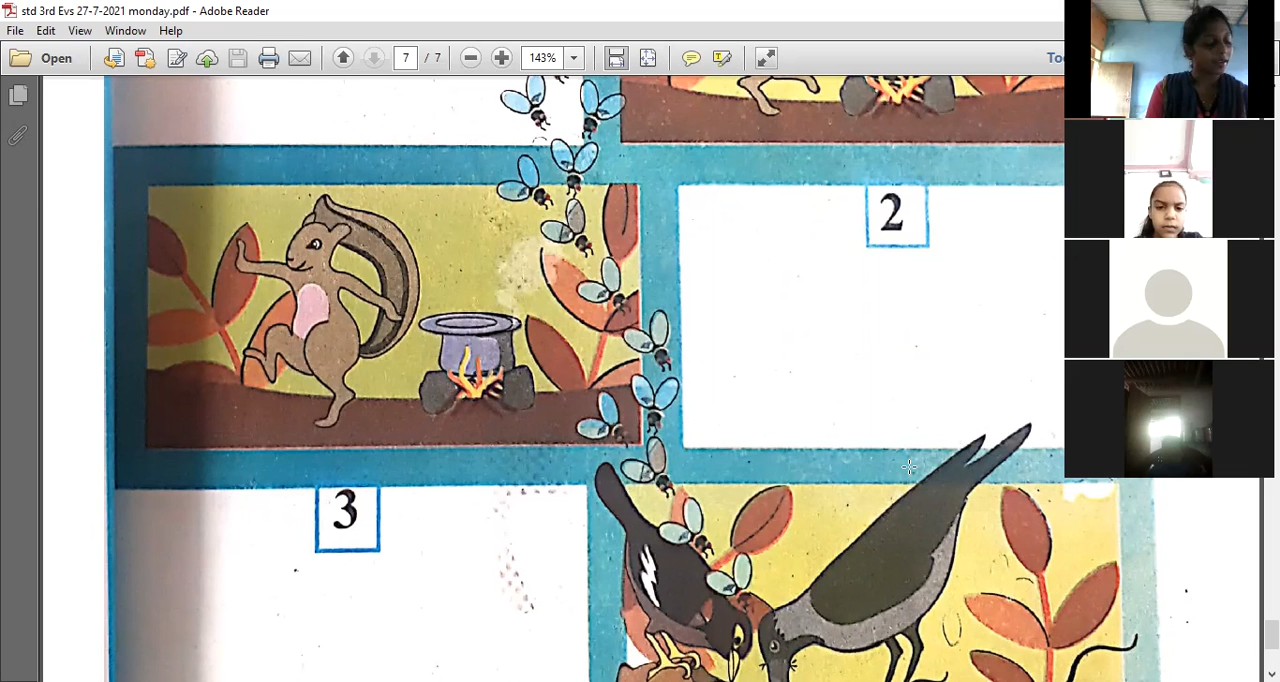 std 3rd Evs 27-7-2021 monday.pdf - Adobe Reader
File Edit View Window Help
Open 7 / 7 143%
2
3